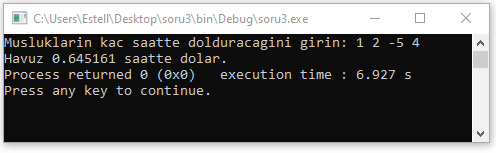 C:\Users\Estell\Desktop\soru3\bin\Debug\soru3.exe
Musluklarin kac saatte dolduracagini girin: 1 2 -5 4
Havuz 0.645161 saatte dolar.
Process returned 0 (0x0)   execution time : 6.927 s
Press any key to continue.